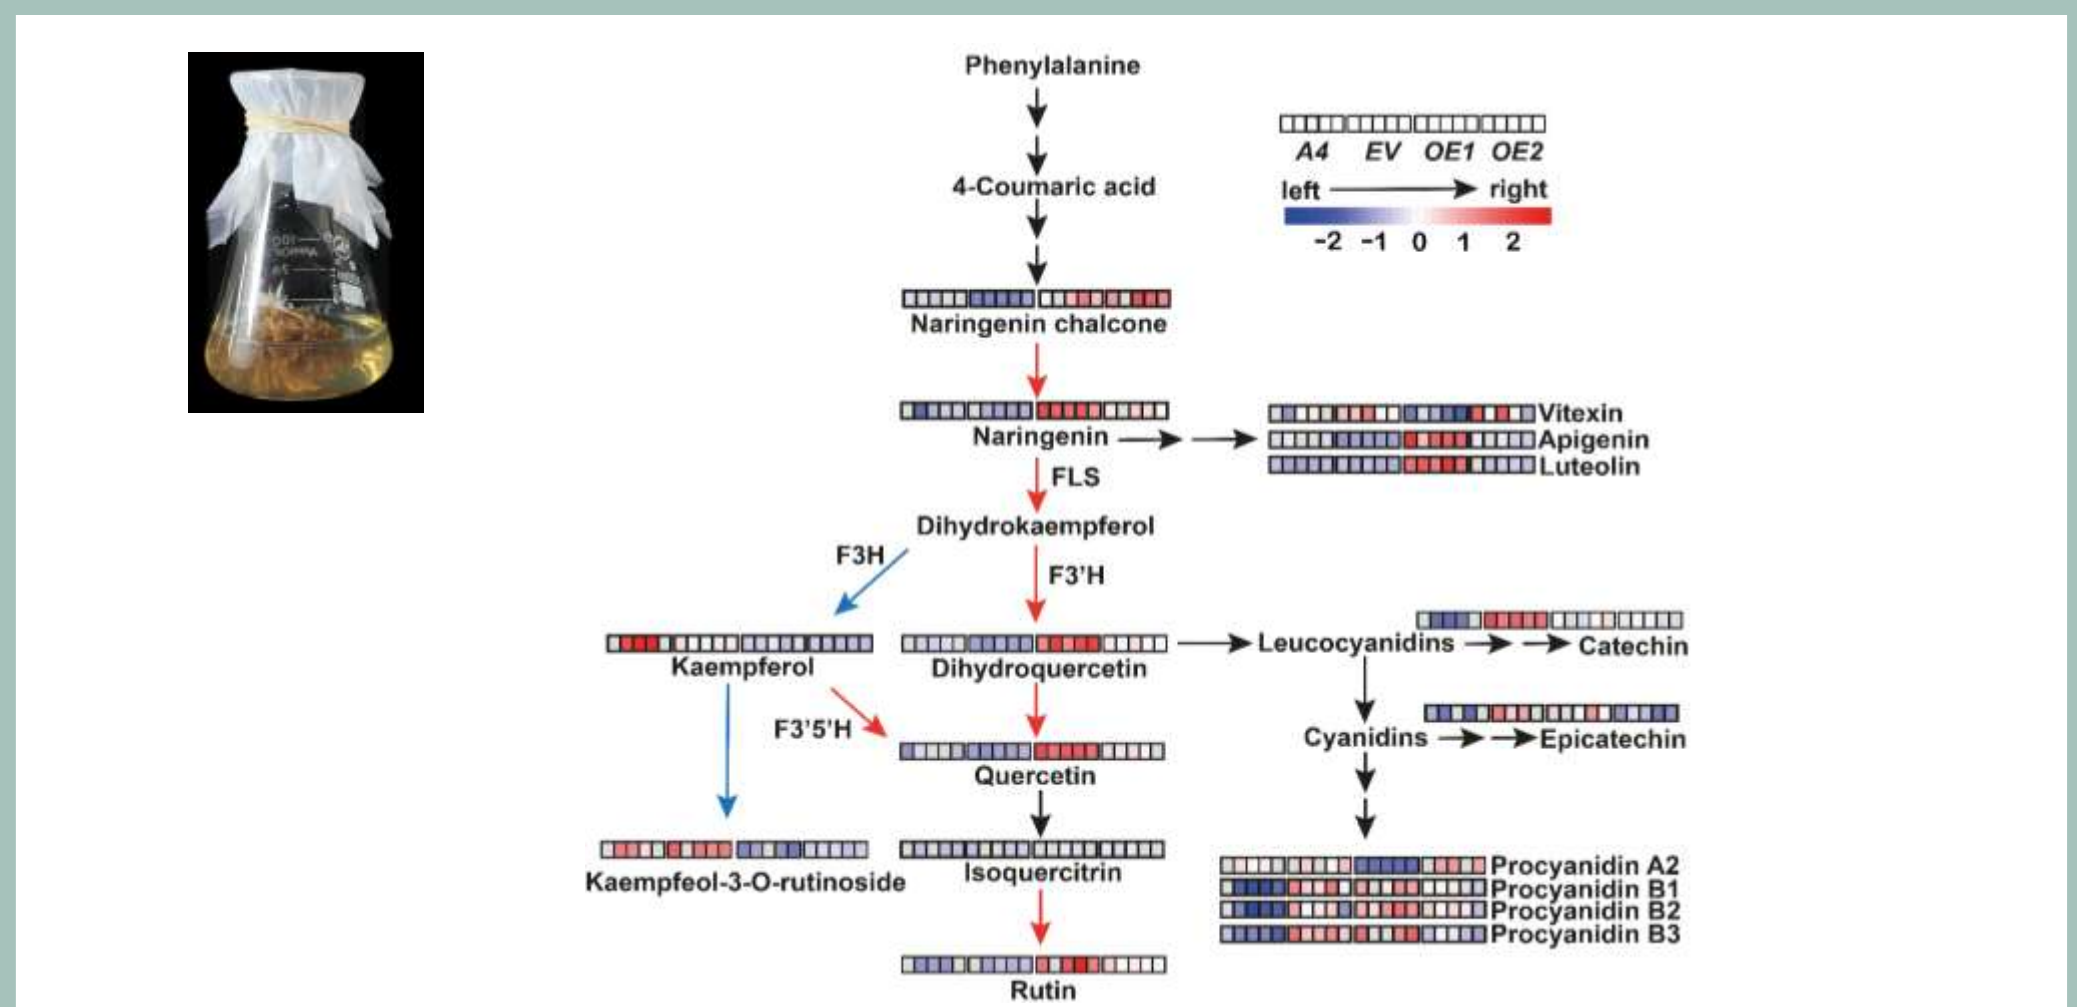 Phenylalanine
A4 EV OE1 OE2
4-Coumaric acid
left right
-2 -1 0 1 2
Naringenin chalcone
Naringenin
Vitexin
Apigenin
Luteolin
FLS
Dihydrokaempferol
F3H
F3'H
Kaempferol
Dihydroquercetin
Leucocyanidins
Catechin
F3'5'H
Quercetin
Cyanidins
Epicatechin
Kaempfeol-3-O-rutinoside
Isoquercitrin
Procyanidin A2
Procyanidin B1
Procyanidin B2
Procyanidin B3
Rutin